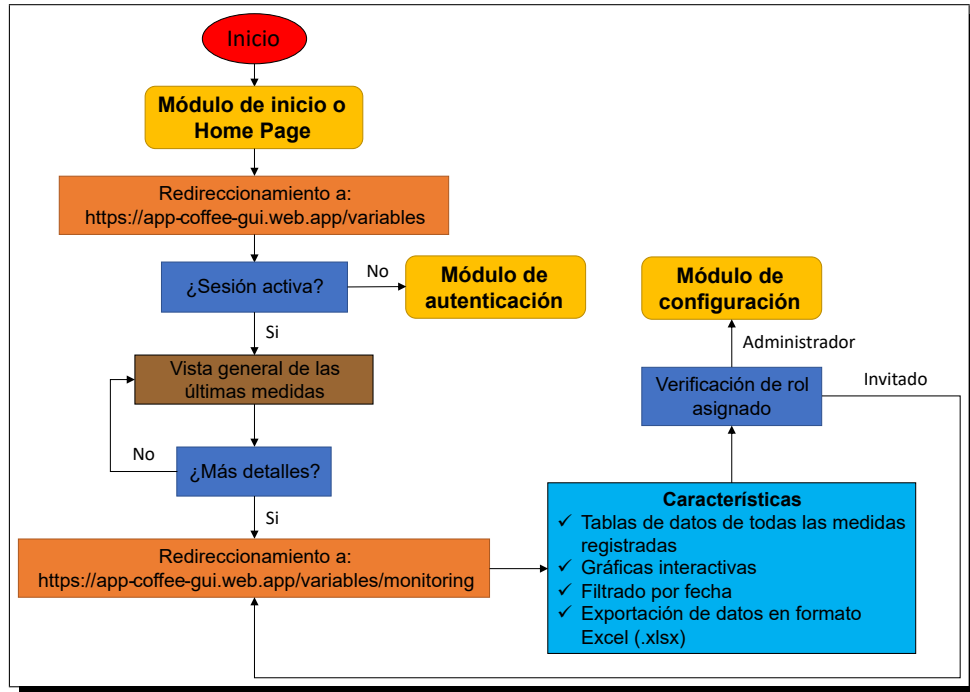 Inicio
Módulo de inicio o
Home Page
Redireccionamiento a:
https://app-coffee-gui.web.app/variables
¿Sesión activa?
No
Módulo de
autenticación
Si
Vista general de las
últimas medidas
No
¿Más detalles?
Si
Redireccionamiento a:
https://app-coffee-gui.web.app/variables/monitoring
Módulo de
configuración
Administrador
Verificación de rol
asignado
Invitado
Característícas
✓ Tablas de datos de todas las medidas
registradas
✓ Gráficas interactivas
✓ Filtrado por fecha
✓ Exportación de datos en formato
Excel (.xlsx)